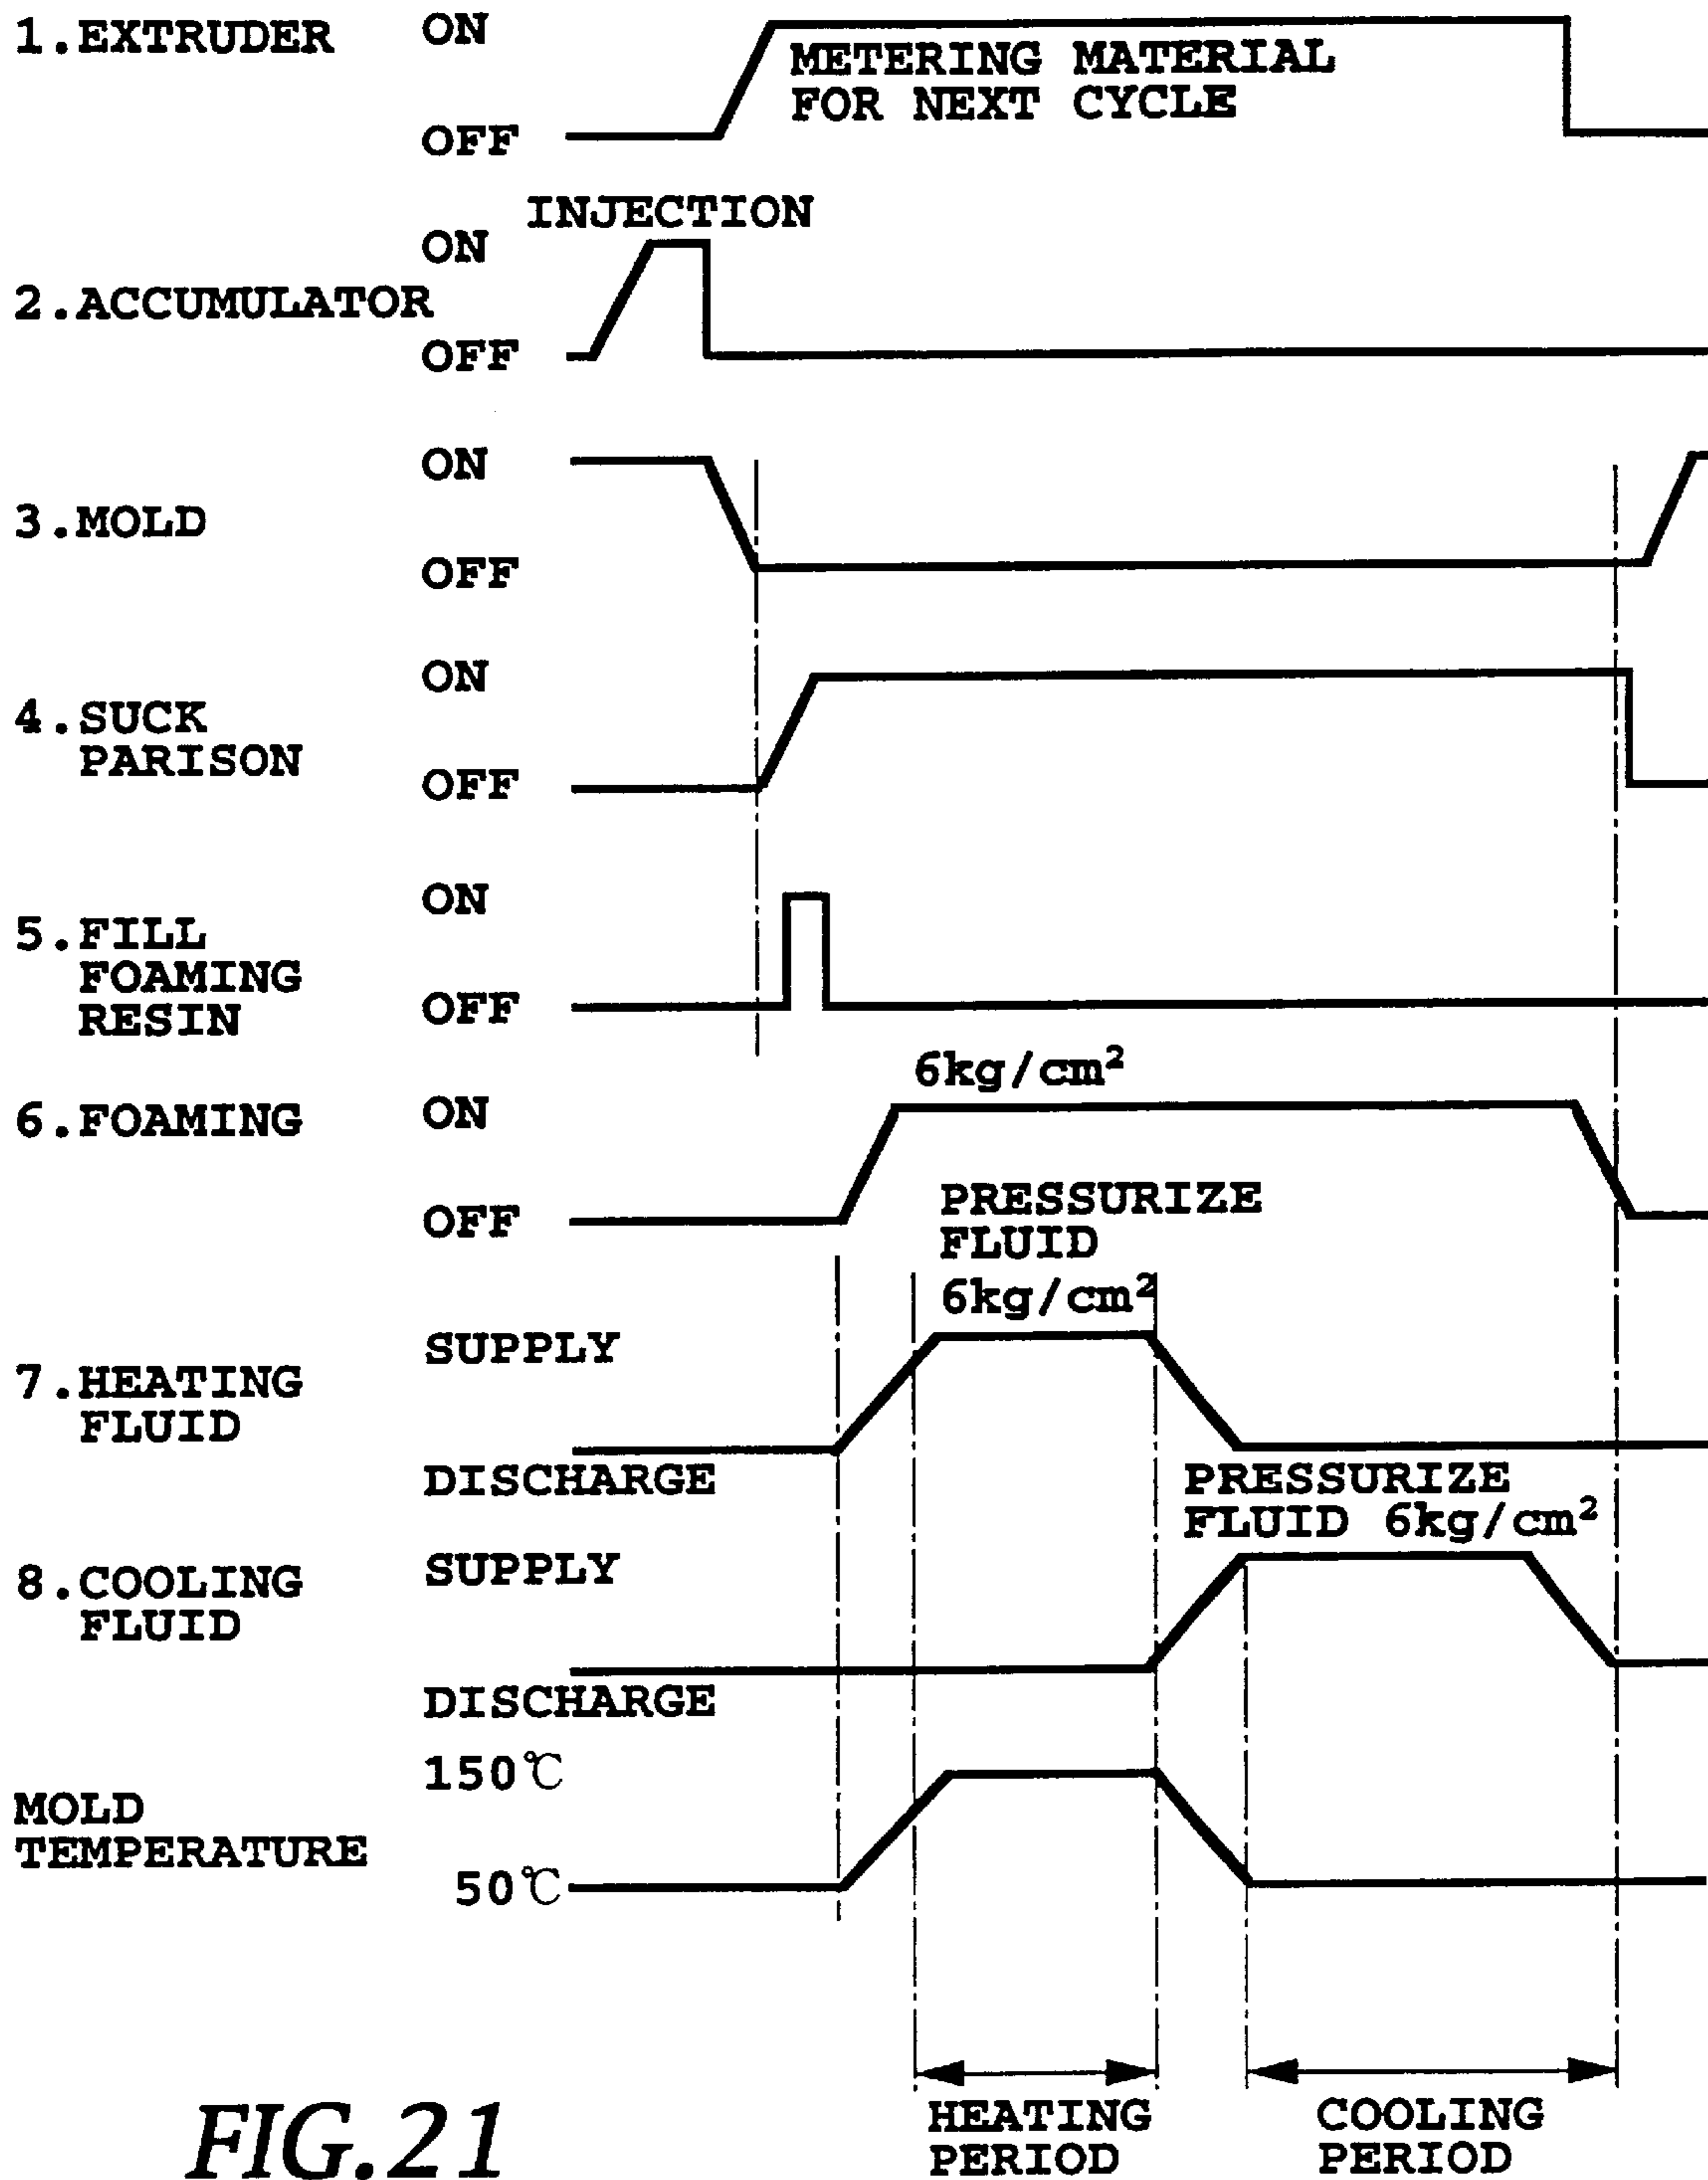 1.EXTRUDER
ON
METERING MATERIAL
FOR NEXT CYCLE
OFF
INJECTION
ON
2.ACCUMULATOR
OFF
ON
3.MOLD
OFF
ON
4.SUCK
PARISON
OFF
ON
5.FILL
FOAMING
RESIN
OFF
6kg/cm²
6.FOAMING
ON
OFF
PRESSURIZE
FLUID
6kg/cm²
SUPPLY
7.HEATING
FLUID
DISCHARGE
PRESSURIZE
FLUID 6kg/cm²
SUPPLY
8.COOLING
FLUID
DISCHARGE
150℃
MOLD
TEMPERATURE
50℃
HEATING
PERIOD
COOLING
PERIOD
FIG.21